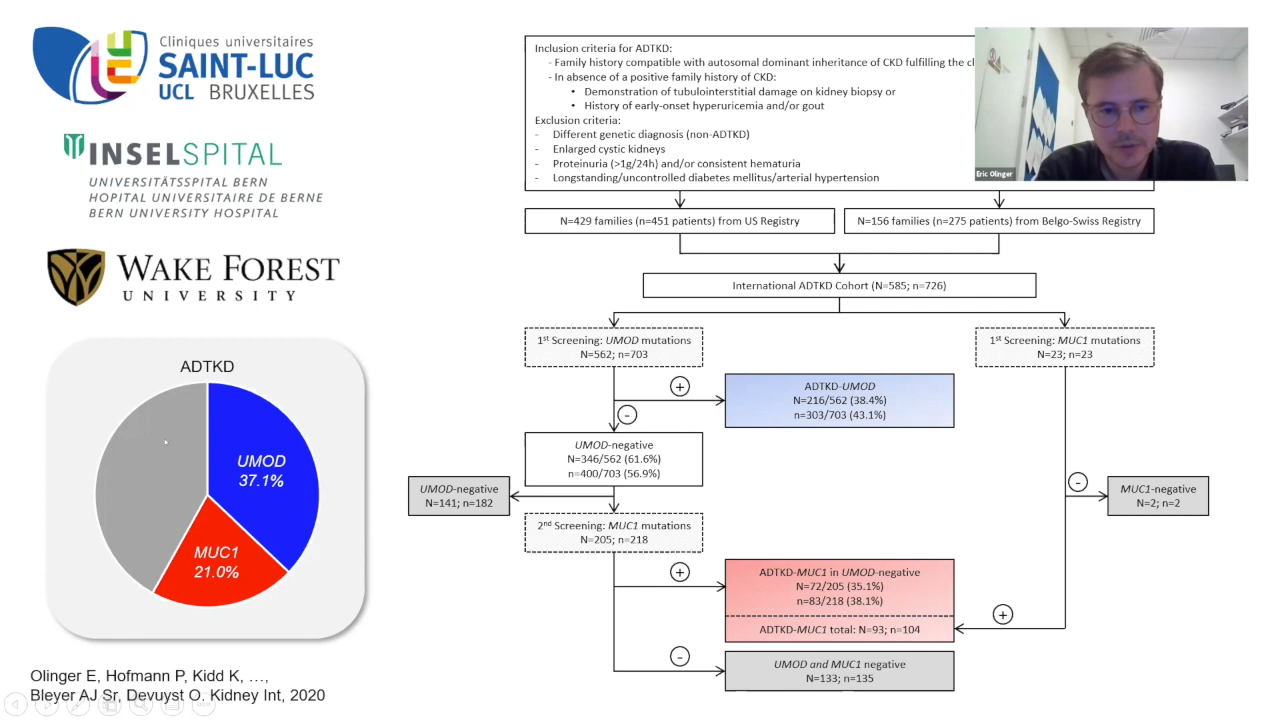 Cliniques universitaires
SAINT-LUC
UCL BRUXELLES
INSELSPITAL
UNIVERSITÄTSSPITAL BERN
HOPITAL UNIVERSITAIRE DE BERNE
BERN UNIVERSITY HOSPITAL
WAKE FOREST
UNIVERSITY
ADTKD
UMOD
37.1%
MUC1
21.0%
Olinger E, Hofmann P, Kidd K, …,
Bleyer AJ Sr, Devuyst O. Kidney Int, 2020
Inclusion criteria for ADTKD:
- Family history compatible with autosomal dominant inheritance of CKD fulfilling the
- In absence of a positive family history of CKD:
• Demonstration of tubulointerstitial damage on kidney biopsy or
• History of early-onset hyperuricemia and/or gout
Exclusion criteria:
- Different genetic diagnosis (non-ADTKD)
- Enlarged cystic kidneys
- Proteinuria (>1g/24h) and/or consistent hematuria
- Longstanding/uncontrolled diabetes mellitus/arterial hypertension
Eric Olinger
N=429 families (n=451 patients) from US Registry
N=156 families (n=275 patients) from Belgo-Swiss Registry
International ADTKD Cohort (N=585; n=726)
1st Screening: UMOD mutations
N=562; n=703
1st Screening: MUC1 mutations
N=23; n=23
+
ADTKD-UMOD
N=216/562 (38.4%)
n=303/703 (43.1%)
-
UMOD-negative
N=346/562 (61.6%)
n=400/703 (56.9%)
UMOD-negative
N=141; n=182
-
MUC1-negative
N=2; n=2
2nd Screening: MUC1 mutations
N=205; n=218
+
ADTKD-MUC1 in UMOD-negative
N=72/205 (35.1%)
n=83/218 (38.1%)
+
ADTKD-MUC1 total: N=93; n=104
-
UMOD and MUC1 negative
N=133; n=135